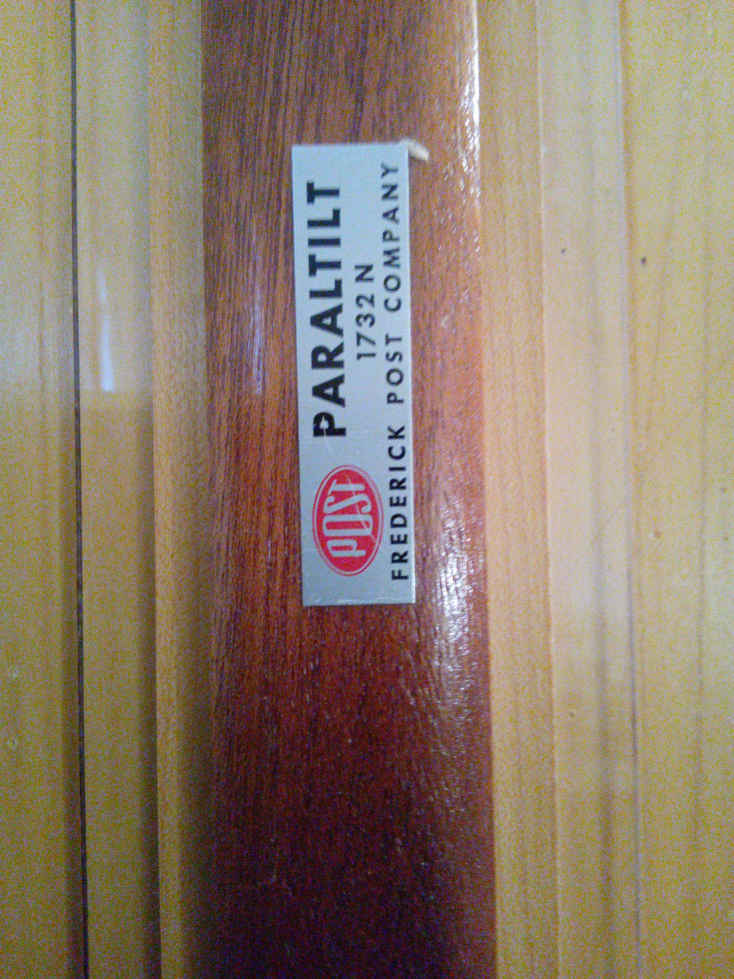 POST
PARALTILT
1732 N
FREDERICK POST COMPANY